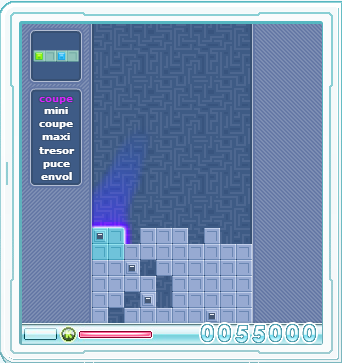 coupe
mini
coupe
maxi
tresor
puce
envol
0055000